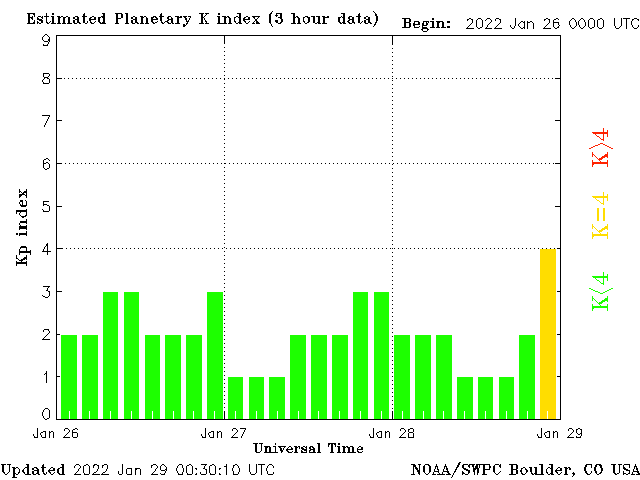 Estimated Planetary K index (3 hour data)
Begin: 2022 Jan 26 0000 UTC
9
8
7
6
5
4
3
2
1
0
Kp index
K>4
K=4
K<4
Jan 26
Jan 27
Jan 28
Jan 29
Universal Time
Updated 2022 Jan 29 00:30:10 UTC
NOAA/SWPC Boulder, CO USA